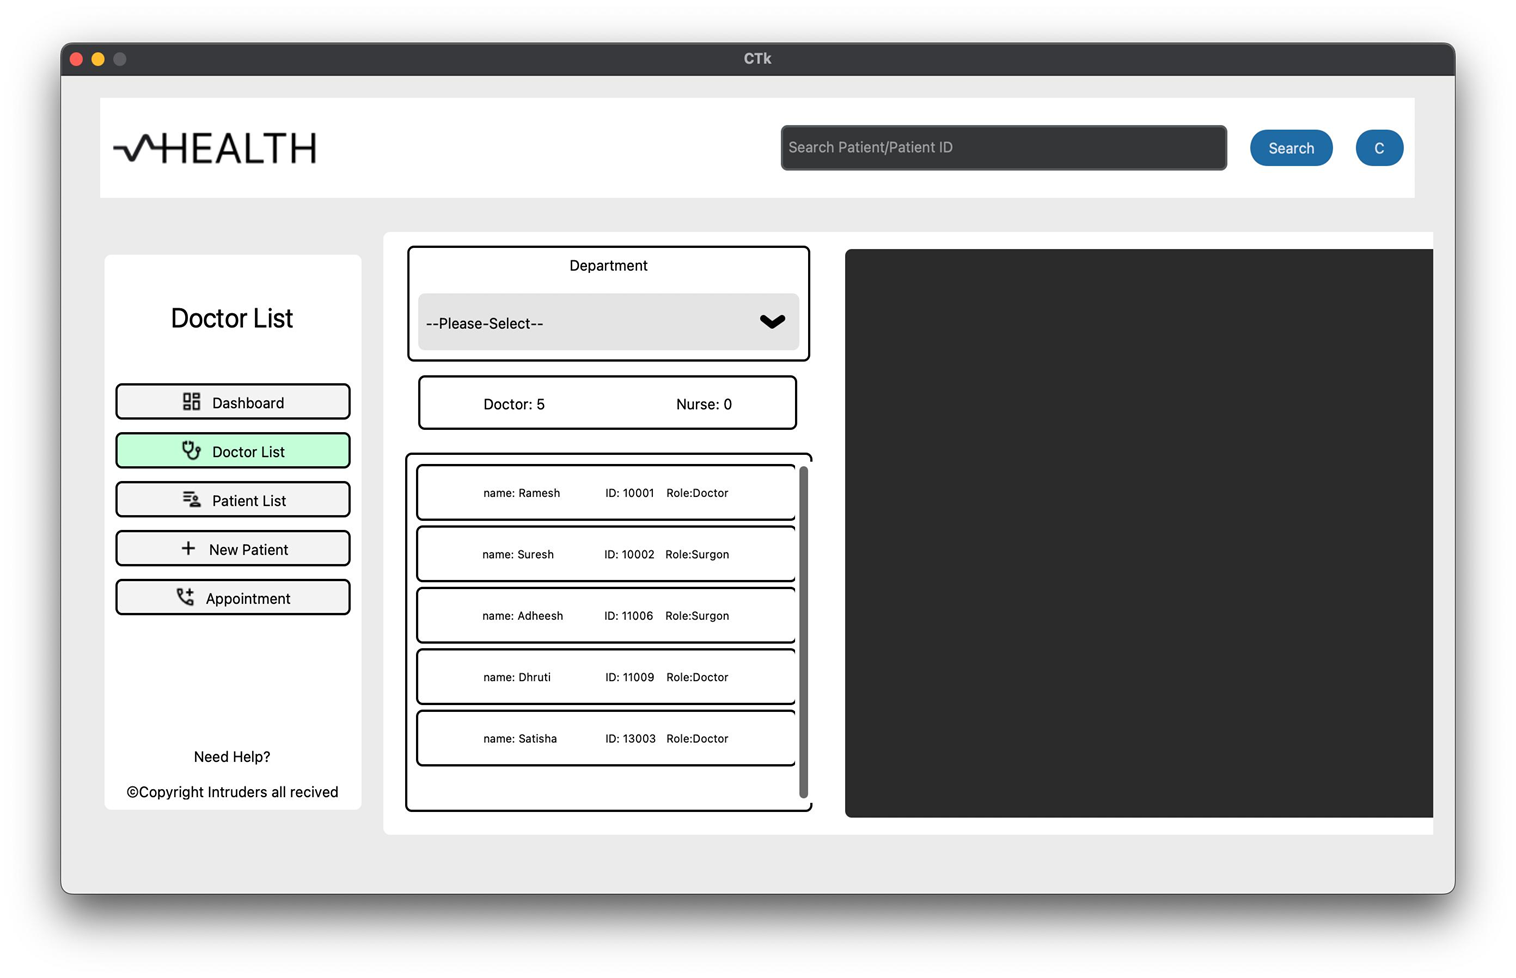 CTk
HEALTH
Search Patient/Patient ID
Search
C
Doctor List
Dashboard
Doctor List
Patient List
New Patient
Appointment
Need Help?
©Copyright Intruders all recived
Department
--Please-Select--
Doctor: 5 Nurse: 0
name: Ramesh ID: 10001 Role:Doctor
name: Suresh ID: 10002 Role:Surgon
name: Adheesh ID: 11006 Role:Surgon
name: Dhruti ID: 11009 Role:Doctor
name: Satisha ID: 13003 Role:Doctor